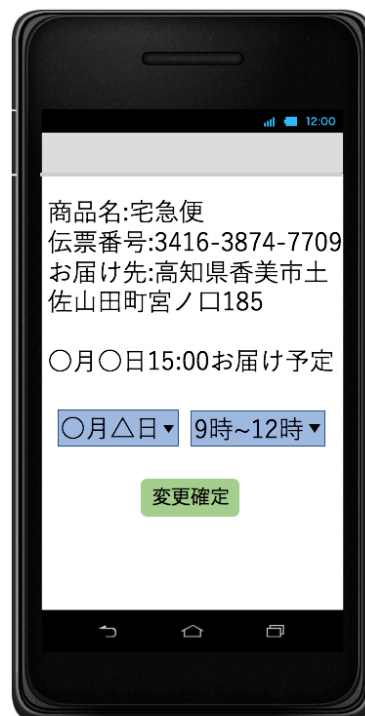 12:00
商品名:宅急便
伝票番号:3416-3874-7709
お届け先:高知県香美市土
佐山田町宮ノ口185
〇月〇日15:00お届け予定
〇月△日▼ 9時~12時▼
変更確定